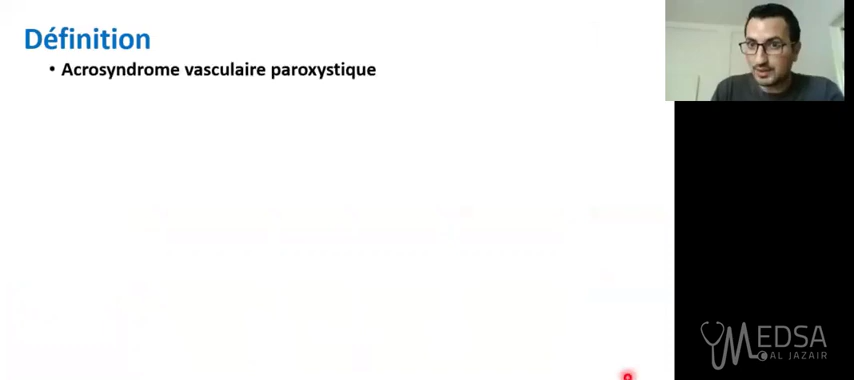 Définition
• Acrosyndrome vasculaire paroxystique
MEDSA
AL JAZAIR